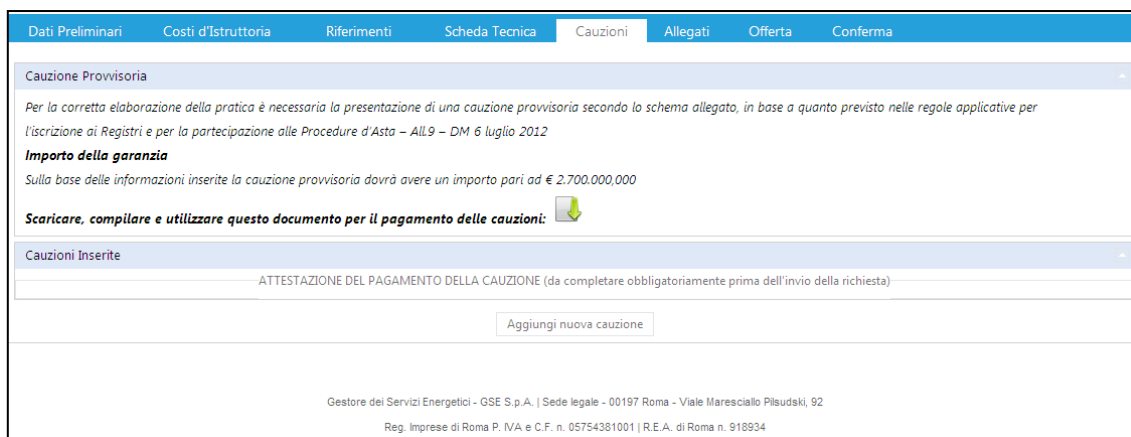 Dati Preliminari Costi d'Istruttoria Riferimenti Scheda Tecnica Cauzioni Allegati Offerta Conferma
Cauzione Provvisoria
Per la corretta elaborazione della pratica è necessaria la presentazione di una cauzione provvisoria secondo lo schema allegato, in base a quanto previsto nelle regole applicative per
l'iscrizione ai Registri e per la partecipazione alle Procedure d'Asta – All.9 – DM 6 luglio 2012
Importo della garanzia
Sulla base delle informazioni inserite la cauzione provvisoria dovrà avere un importo pari ad € 2.700.000,000
Scaricare, compilare e utilizzare questo documento per il pagamento delle cauzioni:
Cauzioni Inserite
ATTESTAZIONE DEL PAGAMENTO DELLA CAUZIONE (da completare obbligatoriamente prima dell'invio della richiesta)
Aggiungi nuova cauzione
Gestore dei Servizi Energetici - GSE S.p.A. | Sede legale - 00197 Roma - Viale Maresciallo Pilsudski, 92
Reg. Imprese di Roma P. IVA e C.F. n. 05754381001 | R.E.A. di Roma n. 918934